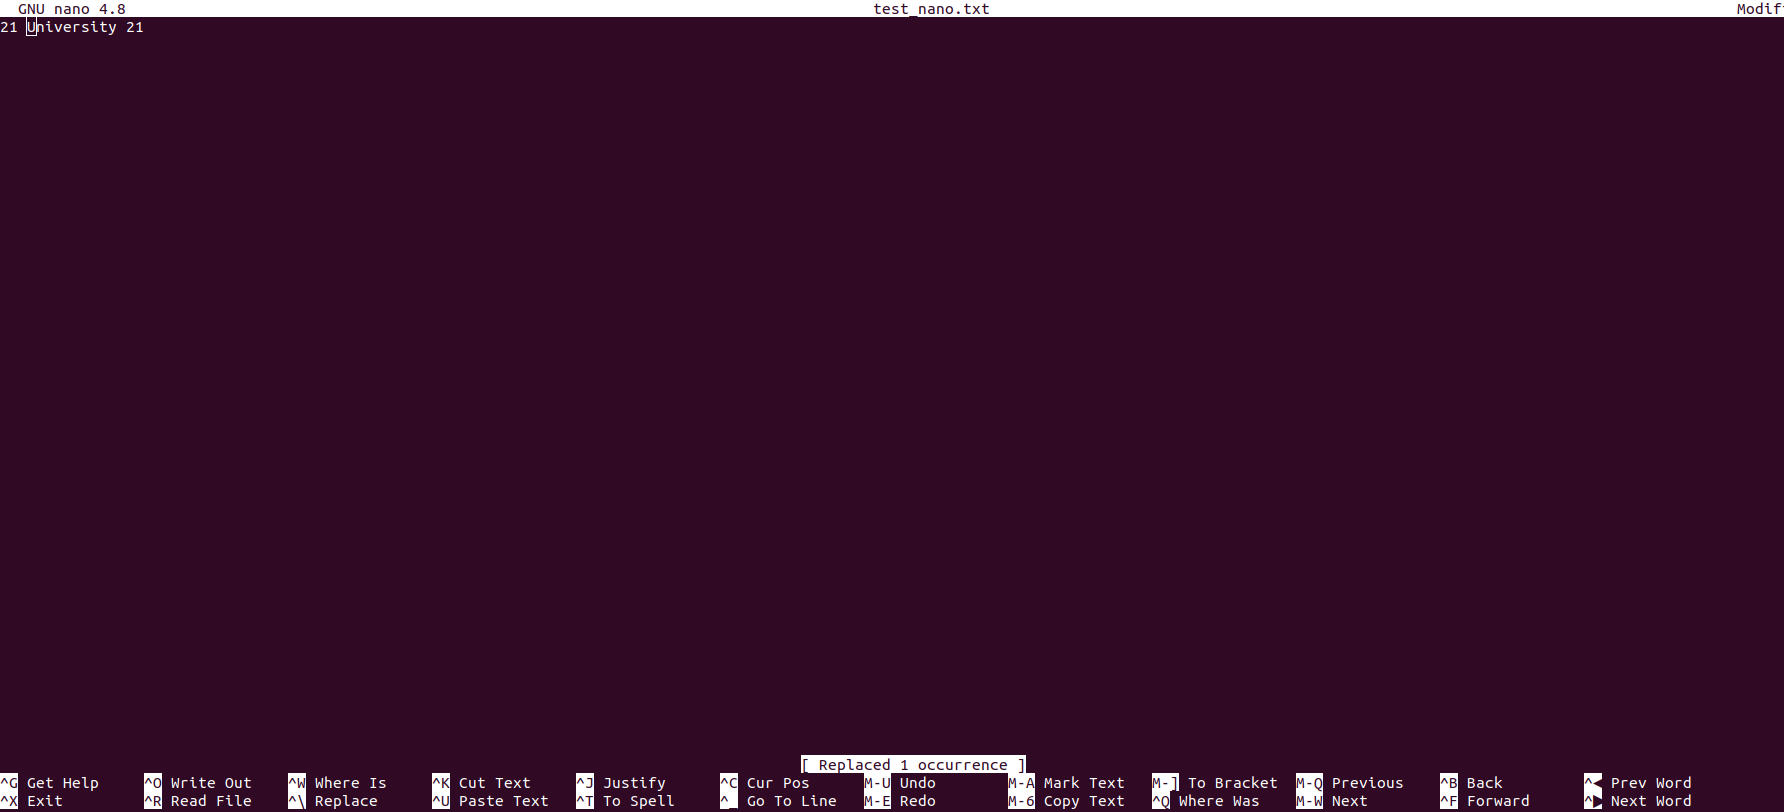 GNU nano 4.8 test_nano.txt Modif
21 University 21
[ Replaced 1 occurrence ]
^G Get Help ^O Write Out ^W Where Is ^K Cut Text ^J Justify ^C Cur Pos M-U Undo M-A Mark Text M-] To Bracket M-Q Previous ^B Back ^◀ Prev Word
^X Exit ^R Read File ^\ Replace ^U Paste Text ^T To Spell ^_ Go To Line M-E Redo M-6 Copy Text ^Q Where Was M-W Next ^F Forward ^▶ Next Word